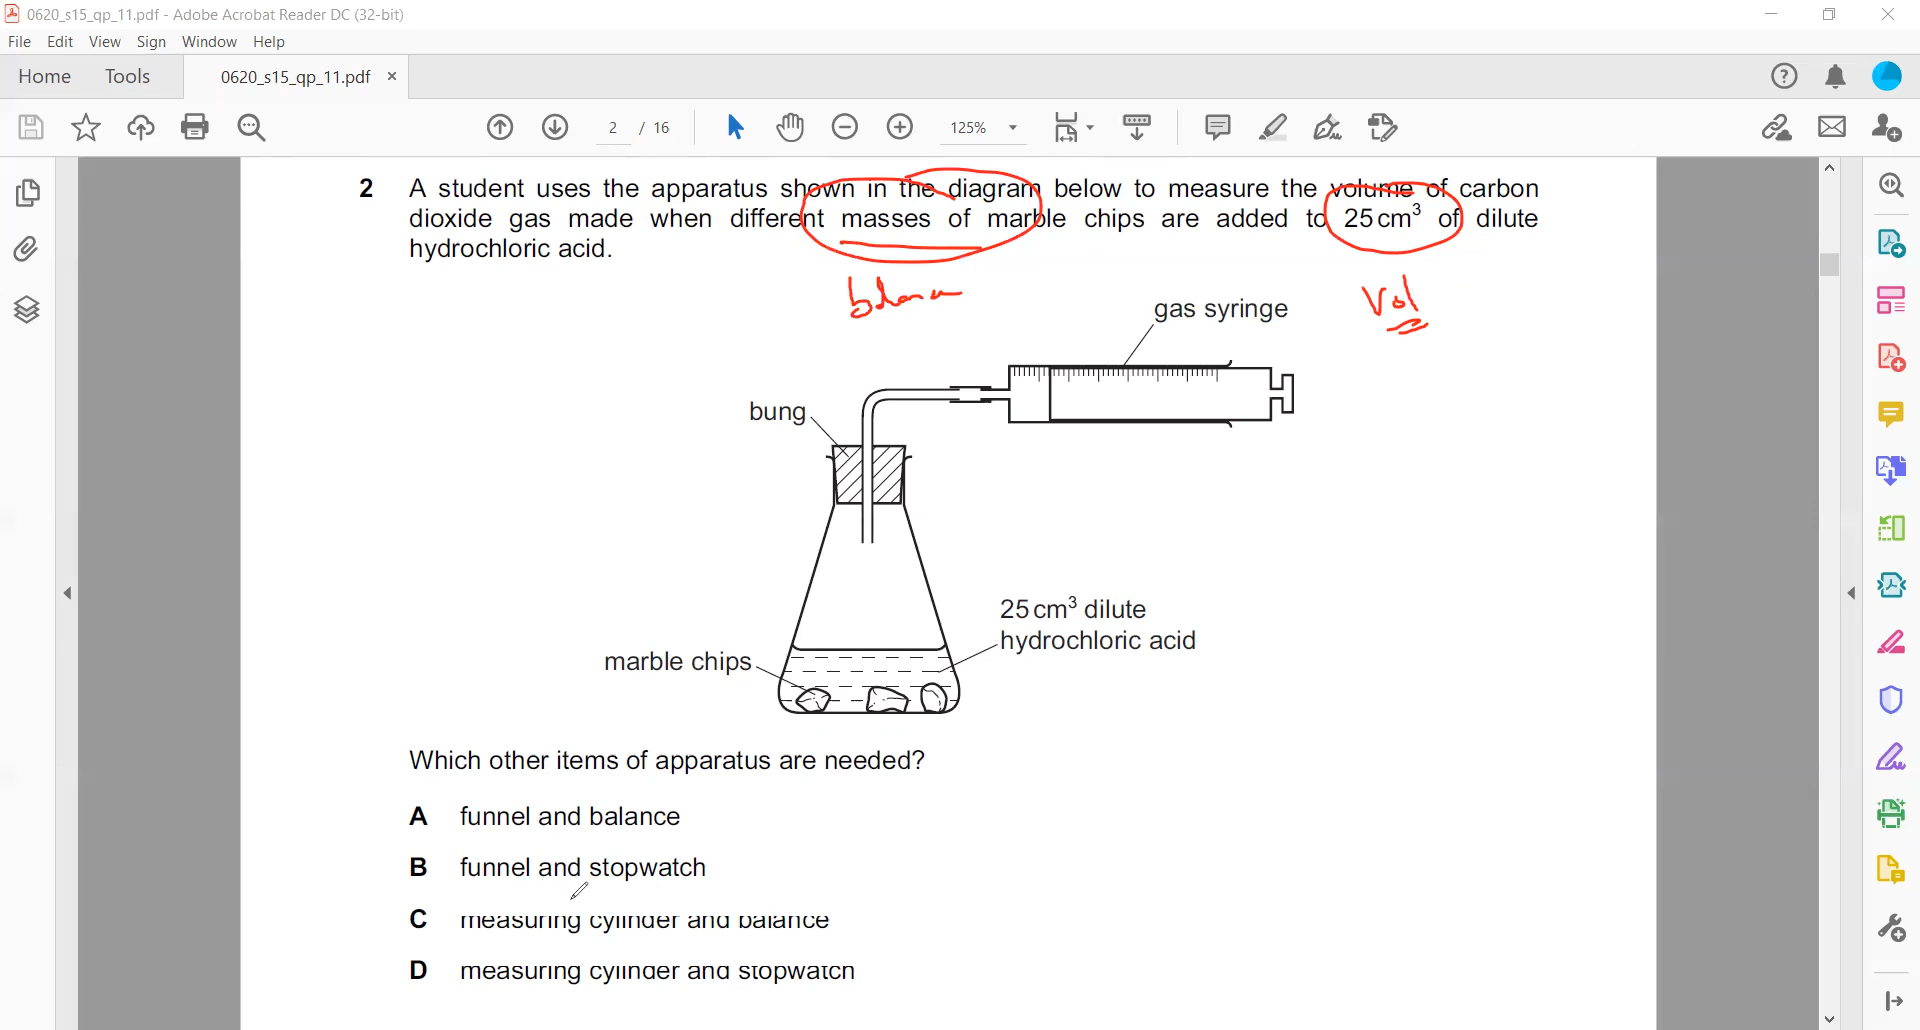 0620_s15_qp_11.pdf - Adobe Acrobat Reader DC (32-bit)
File Edit View Sign Window Help
Home Tools 0620_s15_qp_11.pdf ×
2 / 16 125%
2 A student uses the apparatus shown in the diagram below to measure the volume of carbon
dioxide gas made when different masses of marble chips are added to 25 cm³ of dilute
hydrochloric acid.
Vol
gas syringe
bung
25 cm³ dilute
hydrochloric acid
marble chips
Which other items of apparatus are needed?
A funnel and balance
B funnel and stopwatch
C measuring cylinder and balance
D measuring cylinder and stopwatch